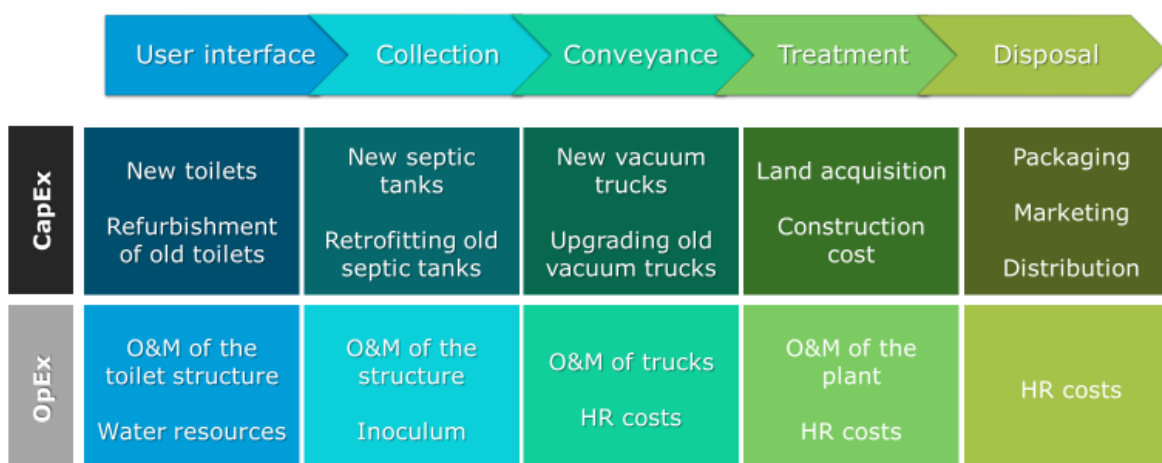 User interface
Collection
Conveyance
Treatment
Disposal
CapEx
New toilets
Refurbishment
of old toilets
New septic
tanks
Retrofitting old
septic tanks
New vacuum
trucks
Upgrading old
vacuum trucks
Land acquisition
Construction
cost
Packaging
Marketing
Distribution
OpEx
O&M of the
toilet structure
Water resources
O&M of the
structure
Inoculum
O&M of trucks
HR costs
O&M of the
plant
HR costs
HR costs